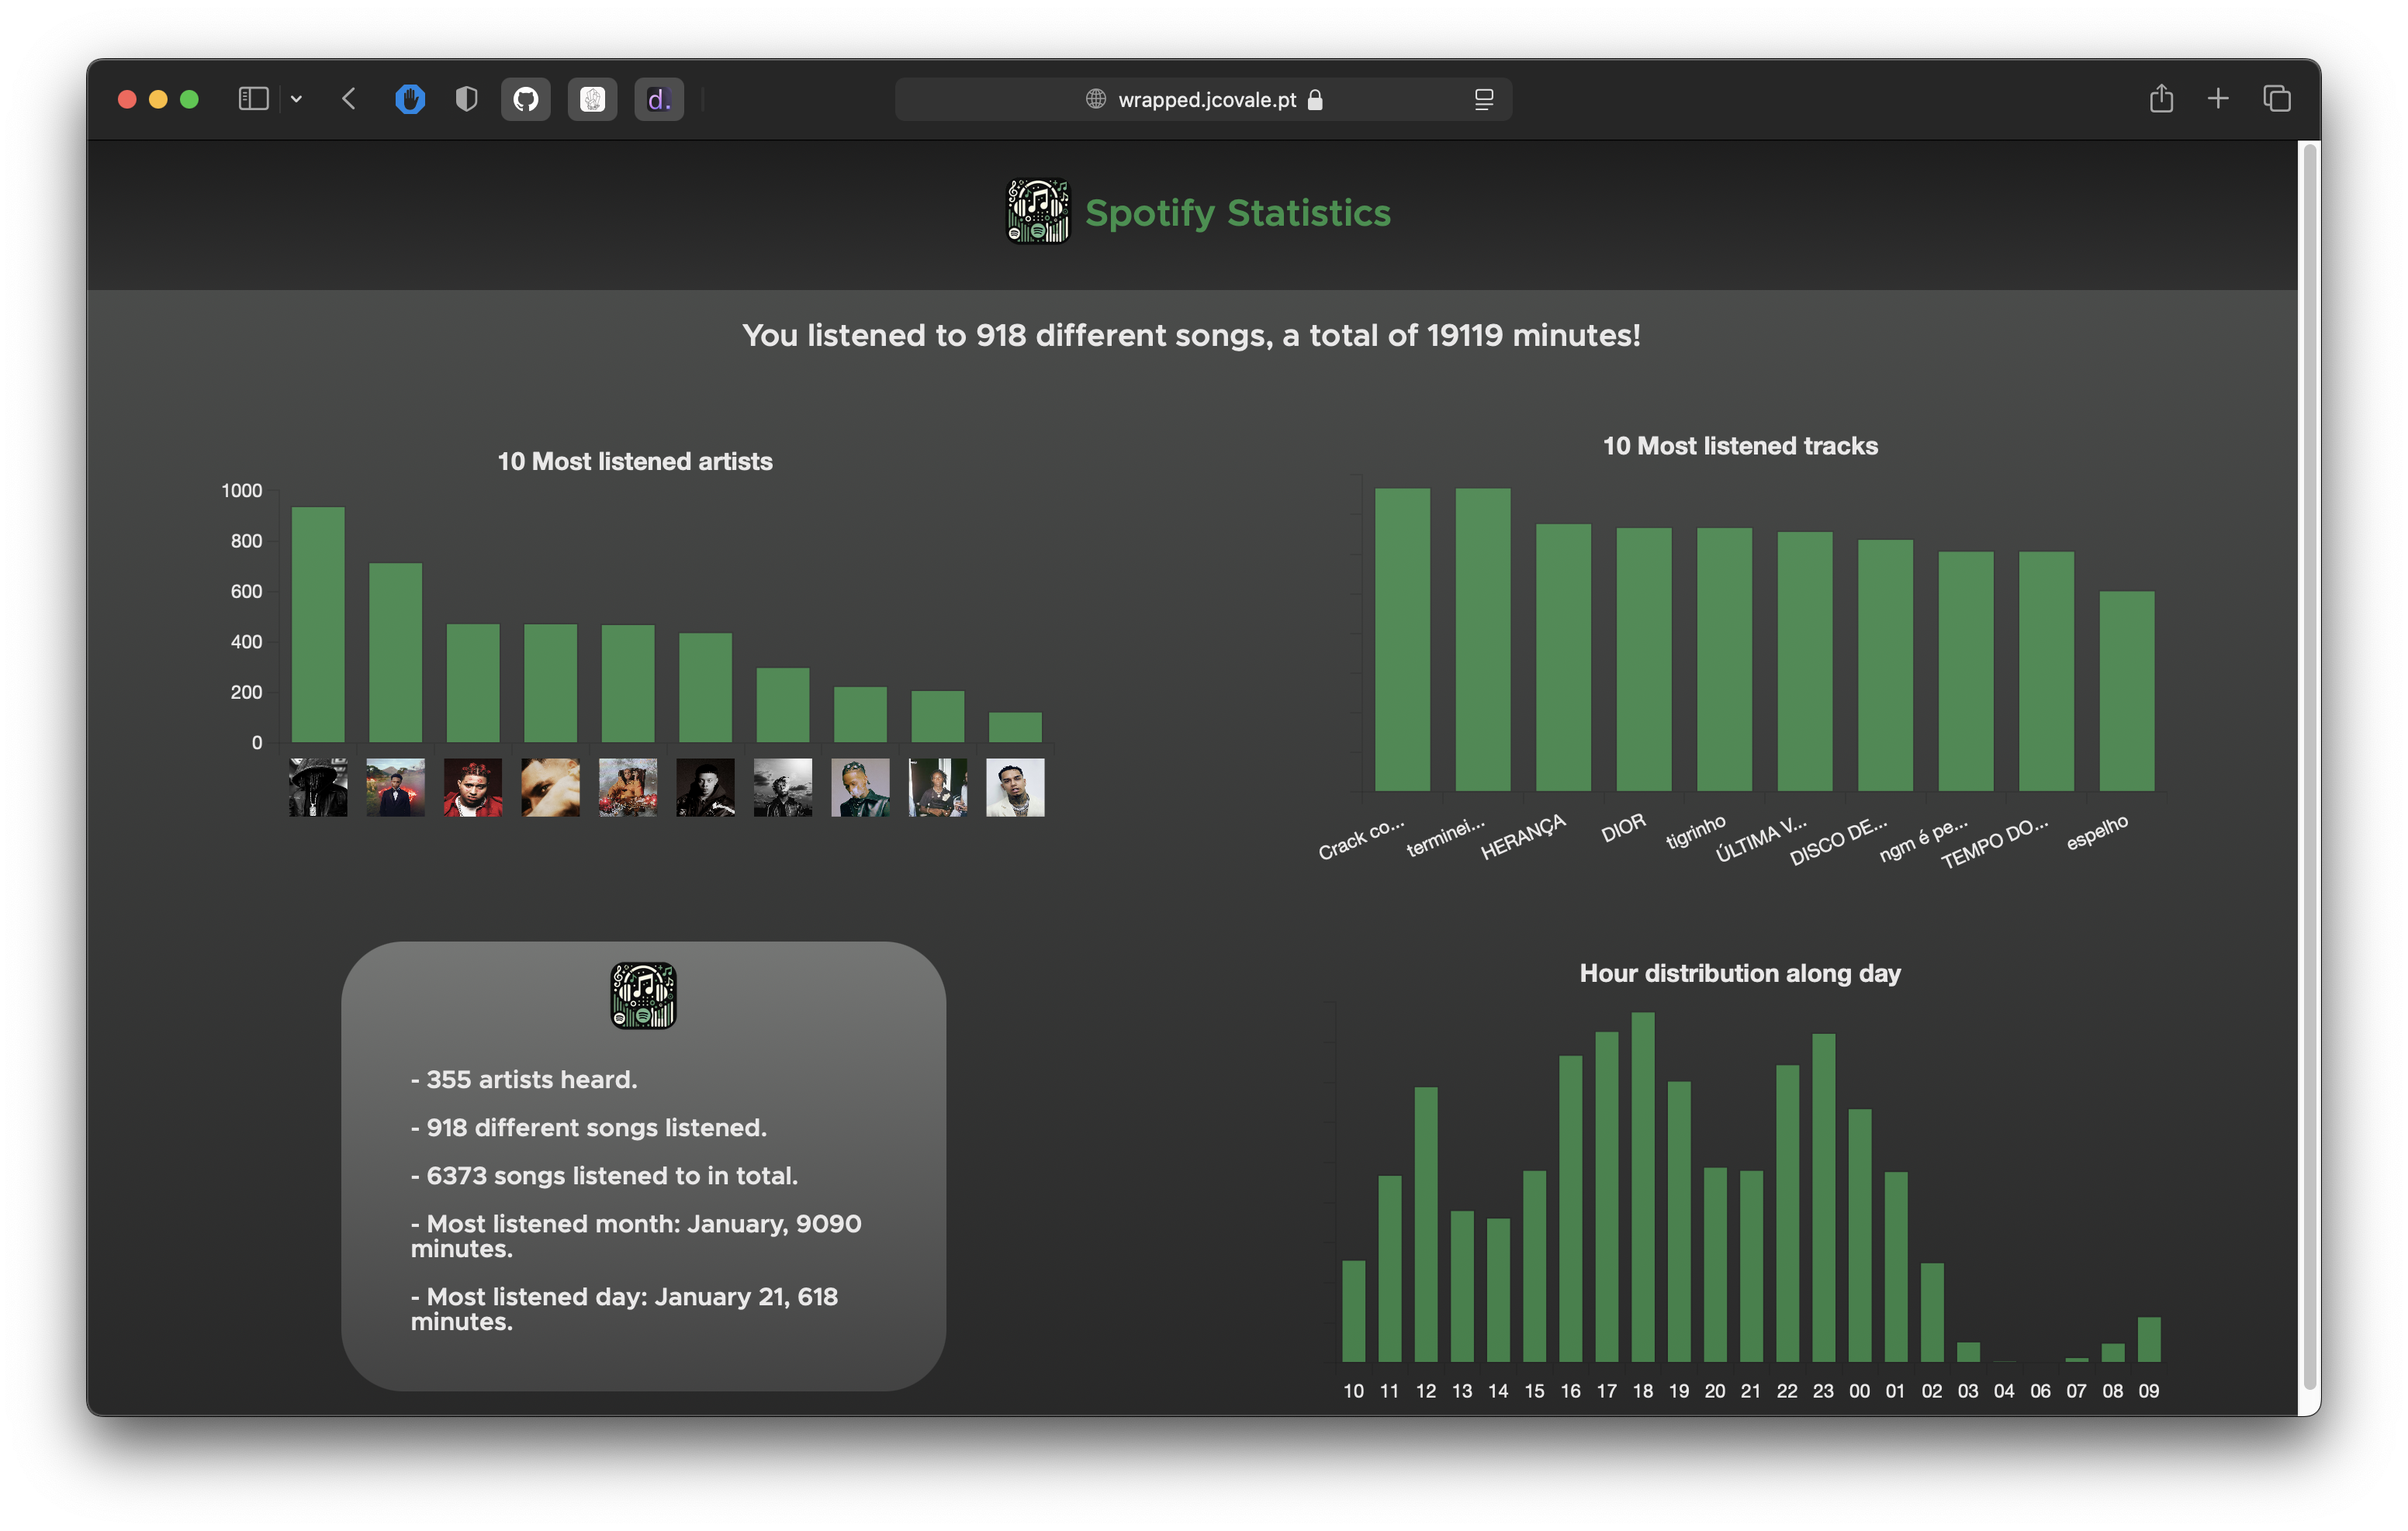 d.
wrapped.jcovale.pt
Spotify Statistics
You listened to 918 different songs, a total of 19119 minutes!
10 Most listened artists
1000
800
600
400
200
0
10 Most listened tracks
Crack co...
terminei...
HERANÇA
DIOR
tigrinho
ÚLTIMA V...
DISCO DE...
ngm é pe...
TEMPO DO...
espelho
- 355 artists heard.
- 918 different songs listened.
- 6373 songs listened to in total.
- Most listened month: January, 9090
minutes.
- Most listened day: January 21, 618
minutes.
Hour distribution along day
10 11 12 13 14 15 16 17 18 19 20 21 22 23 00 01 02 03 04 06 07 08 09